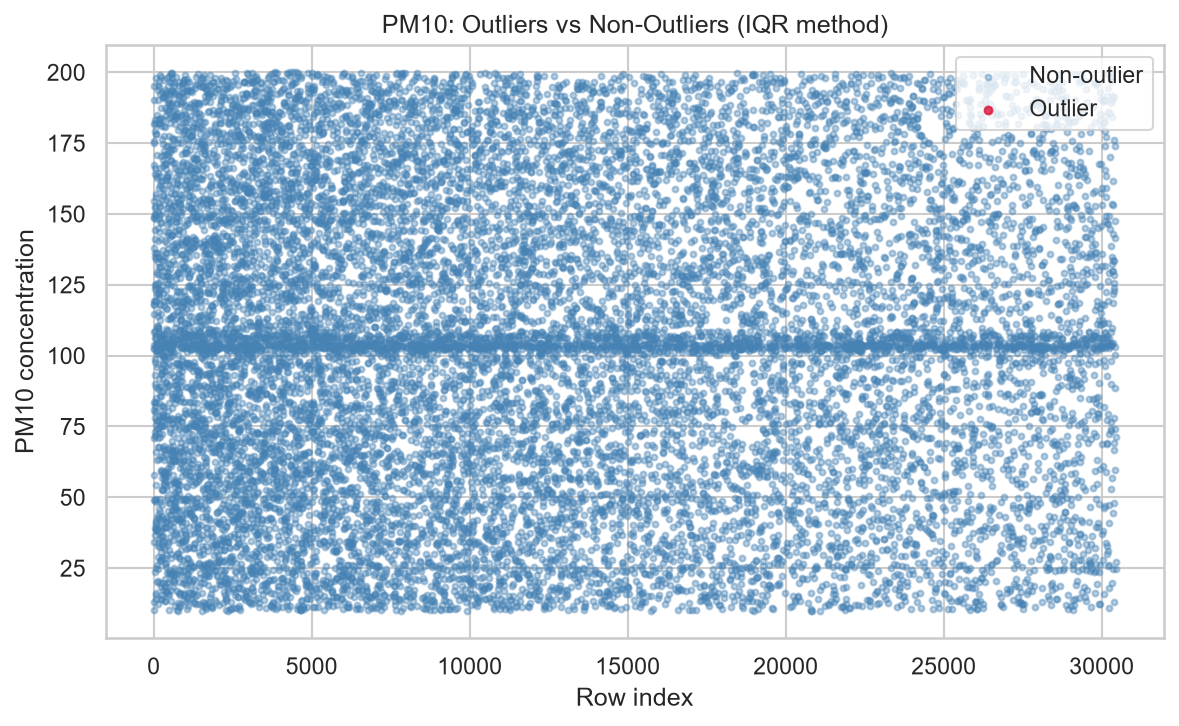 PM10: Outliers vs Non-Outliers (IQR method)
Non-outlier
Outlier
PM10 concentration
200
175
150
125
100
75
50
25
0 5000 10000 15000 20000 25000 30000
Row index